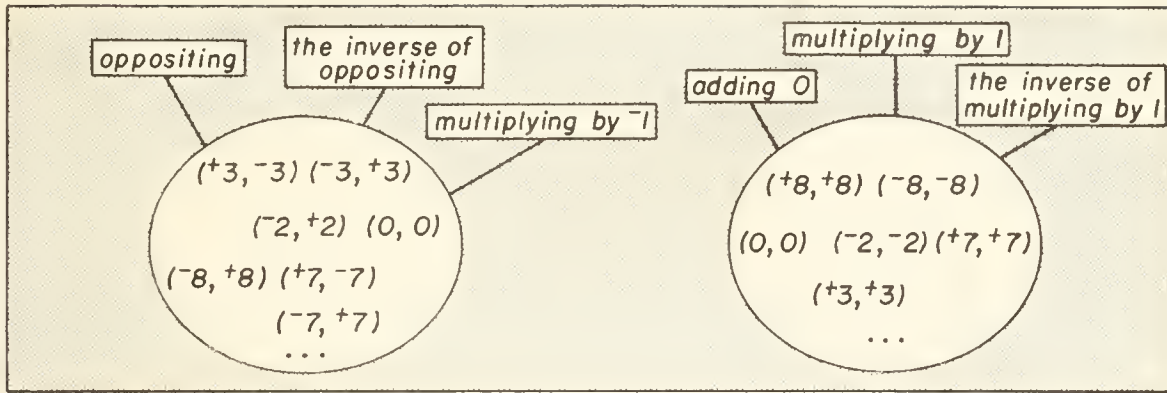 oppositing
the inverse of
oppositing
multiplying by ⁻1
(⁺3,⁻3) (⁻3,⁺3)
(⁻2,⁺2) (0,0)
(⁻8,⁺8) (⁺7,⁻7)
(⁻7,⁺7)
...
multiplying by 1
adding 0
the inverse of
multiplying by 1
(⁺8,⁺8) (⁻8,⁻8)
(0,0) (⁻2,⁻2) (⁺7,⁺7)
(⁺3,⁺3)
...